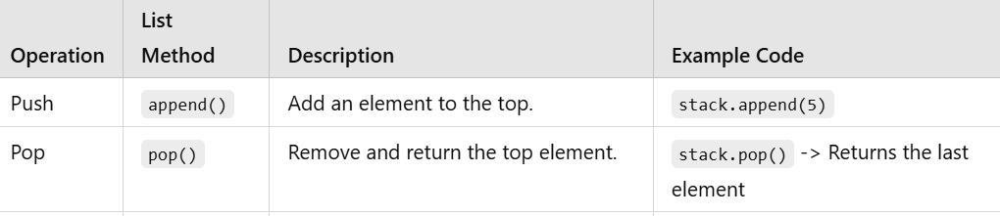 Operation List Method Description Example Code
Push append() Add an element to the top. stack.append(5)
Pop pop() Remove and return the top element. stack.pop() -> Returns the last
element